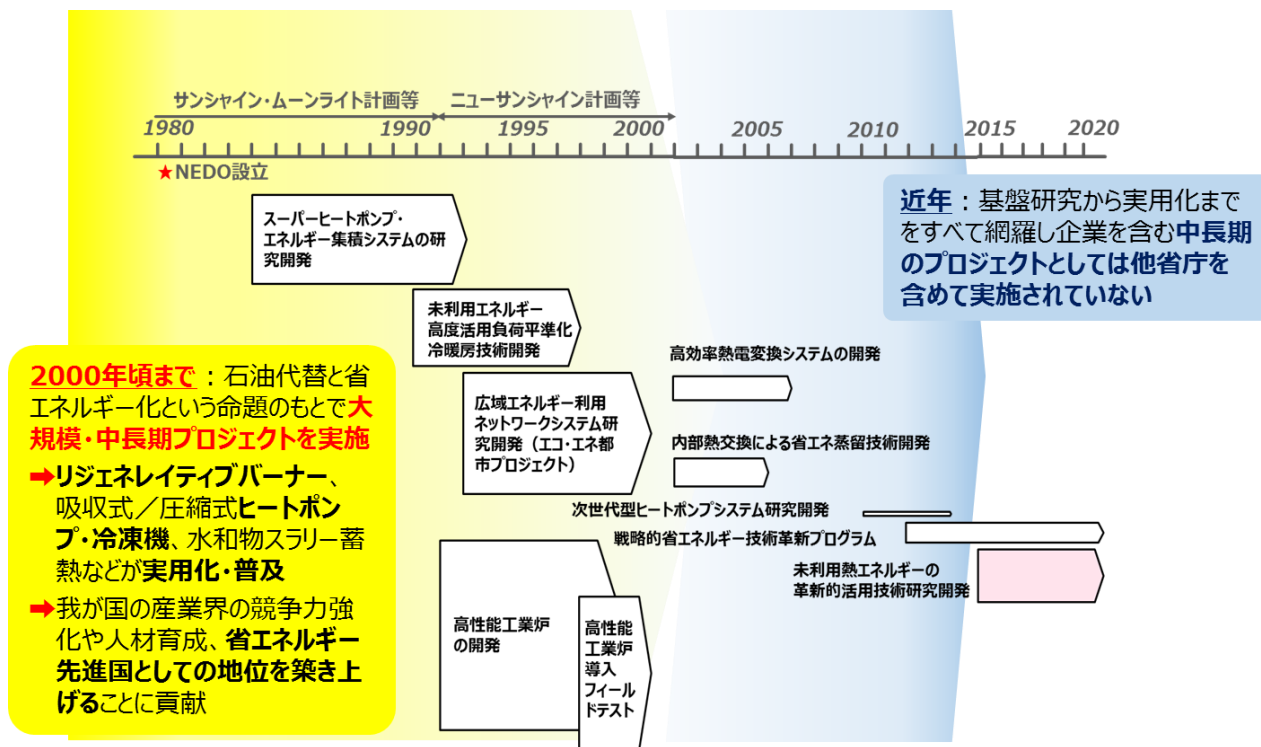 サンシャイン・ムーンライト計画等
ニューサンシャイン計画等
1980
1990
1995
2000
2005
2010
2015
2020
★NEDO設立
スーパーヒートポンプ・
エネルギー集積システムの研
究開発
近年：基盤研究から実用化まで
をすべて網羅し企業を含む中長期
のプロジェクトとしては他省庁を
含めて実施されていない
未利用エネルギー
高度活用負荷平準化
冷暖房技術開発
2000年頃まで：石油代替と省
エネルギー化という命題のもとで大
規模・中長期プロジェクトを実施
➡リジェネレイティブバーナー、
吸収式／圧縮式ヒートポン
プ・冷凍機、水和物スラリー蓄
熱などが実用化・普及
➡我が国の産業界の競争力強
化や人材育成、省エネルギー
先進国としての地位を築き上
げることに貢献
広域エネルギー利用
ネットワークシステム研
究開発（エコ・エネ都
市プロジェクト）
高効率熱電変換システムの開発
内部熱交換による省エネ蒸留技術開発
次世代型ヒートポンプシステム研究開発
戦略的省エネルギー技術革新プログラム
未利用熱エネルギーの
革新的活用技術研究開発
高性能工業炉
の開発
高性能
工業炉
導入
フィール
ドテスト